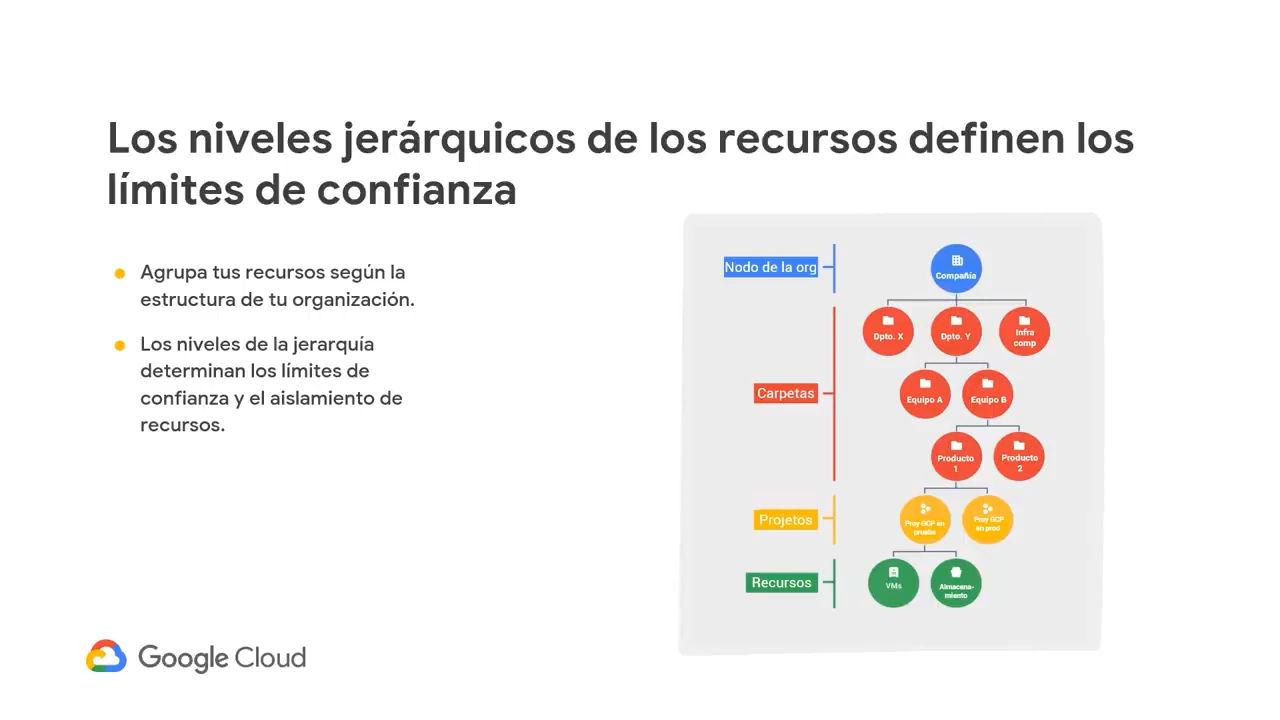 Los niveles jerárquicos de los recursos definen los
límites de confianza
Agrupa tus recursos según la
estructura de tu organización.
Los niveles de la jerarquía
determinan los límites de
confianza y el aislamiento de
recursos.
Nodo de la org
Compañía
Dpto. X
Dpto. Y
Infra
comp
Carpetas
Equipo A
Equipo B
Producto
1
Producto
2
Projetos
Proy GCP en
prueba
Proy GCP
en prod
Recursos
VMs
Almacena-
miento
Google Cloud